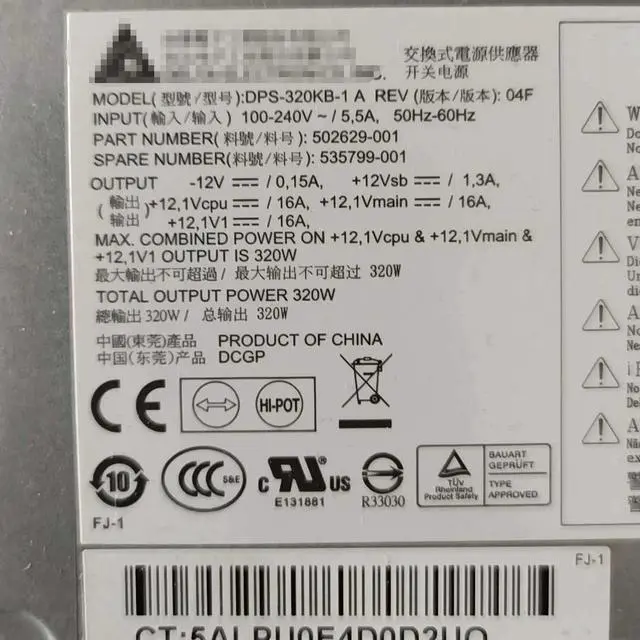 交換式電源供應器
开关电源
MODEL(型號/型号):DPS-320KB-1 A REV (版本/版本): 04F
INPUT(輸入/输入) 100-240V ~ / 5,5A, 50Hz-60Hz
PART NUMBER(料號/料号): 502629-001
SPARE NUMBER(料號/料号): 535799-001
OUTPUT -12V / 0,15A, +12Vsb / 1,3A,
(輸出/输出) +12,1Vcpu / 16A, +12,1Vmain / 16A,
+12,1V1 / 16A,
MAX. COMBINED POWER ON +12,1Vcpu & +12,1Vmain &
+12,1V1 OUTPUT IS 320W
最大輸出不可超過/ 最大输出不可超过 320W
TOTAL OUTPUT POWER 320W
總輸出 320W / 总输出 320W
中國(東莞)產品 PRODUCT OF CHINA
中国(东莞)产品 DCGP
CE HI-POT
10 CCC S&E c UR US
FJ-1 E131881 R33030
TÜV Rheinland Product Safety
BAUART GEPRÜFT
TYPE APPROVED
FJ-1